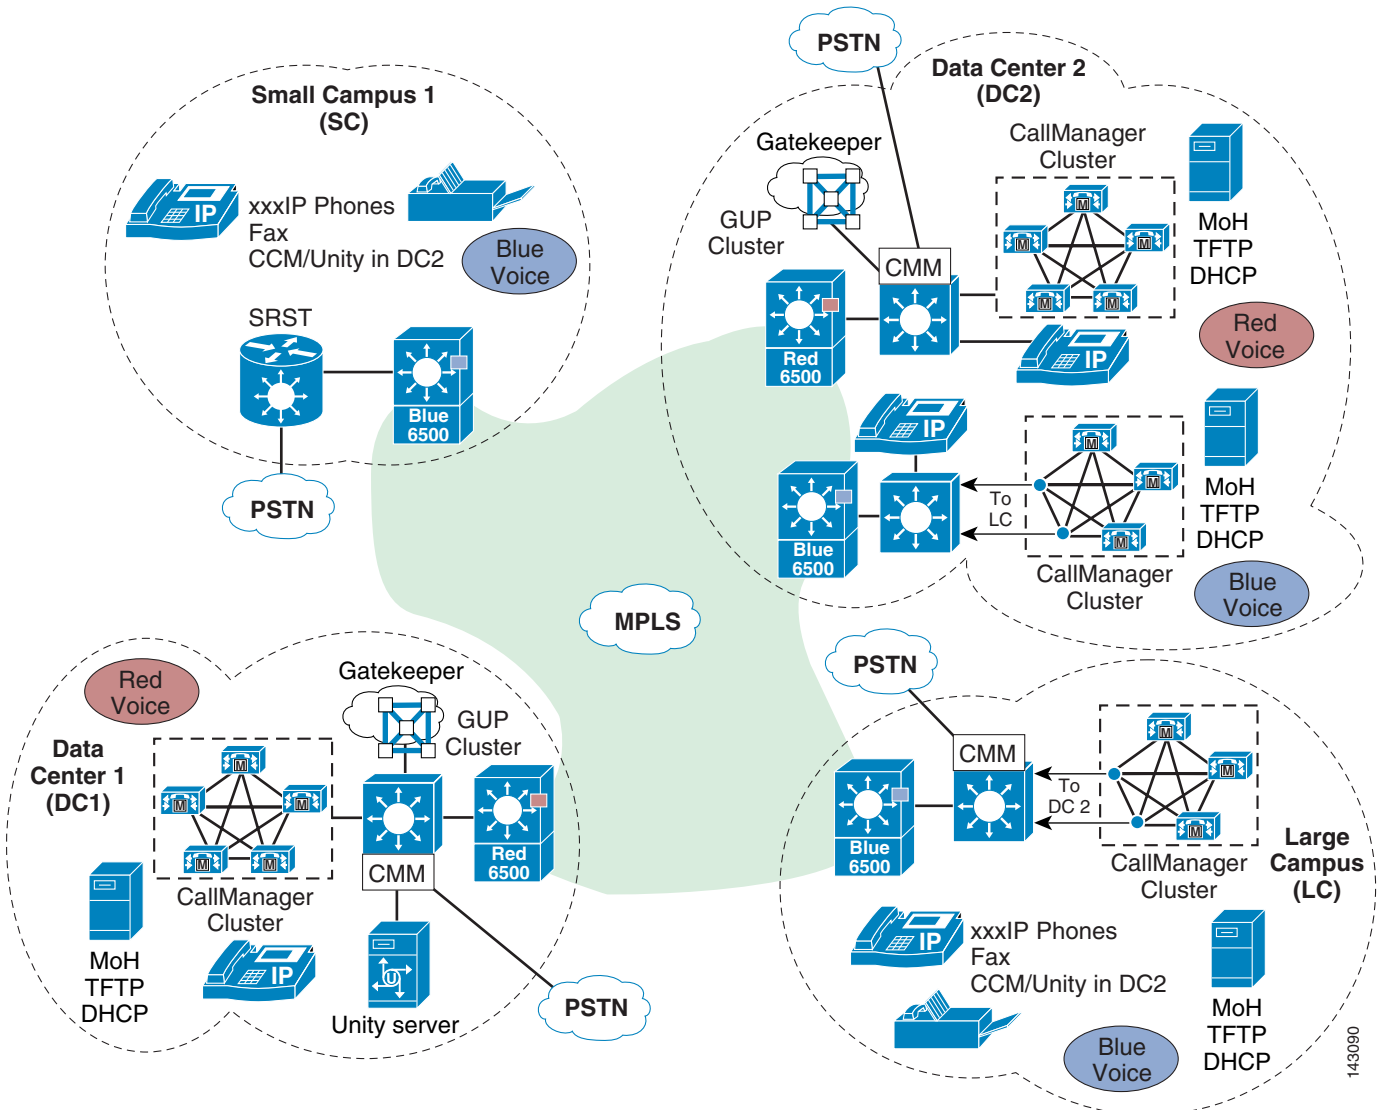 Small Campus 1
(SC)
IP
xxxIP Phones
Fax
CCM/Unity in DC2
Blue
Voice
SRST
Blue
6500
PSTN
PSTN
Data Center 2
(DC2)
Gatekeeper
GUP
Cluster
CMM
CallManager
Cluster
M
M
M
M
M
MoH
TFTP
DHCP
Red
Voice
Red
6500
IP
IP
Blue
6500
To
LC
M
M
M
CallManager
Cluster
MoH
TFTP
DHCP
Blue
Voice
MPLS
Red
Voice
Data
Center 1
(DC1)
Gatekeeper
GUP
Cluster
M
M
M
M
M
CallManager
Cluster
CMM
Red
6500
MoH
TFTP
DHCP
IP
U
Unity server
PSTN
PSTN
CMM
Blue
6500
To
DC 2
M
M
M
CallManager
Cluster
Large
Campus
(LC)
IP
xxxIP Phones
Fax
CCM/Unity in DC2
Blue
Voice
MoH
TFTP
DHCP
143090